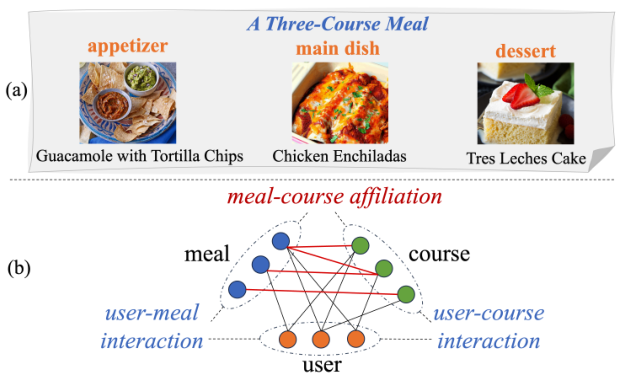 A Three-Course Meal
appetizer
main dish
dessert
(a)
Guacamole with Tortilla Chips
Chicken Enchiladas
Tres Leches Cake
meal-course affiliation
meal
course
(b)
user-meal
interaction
user-course
interaction
user